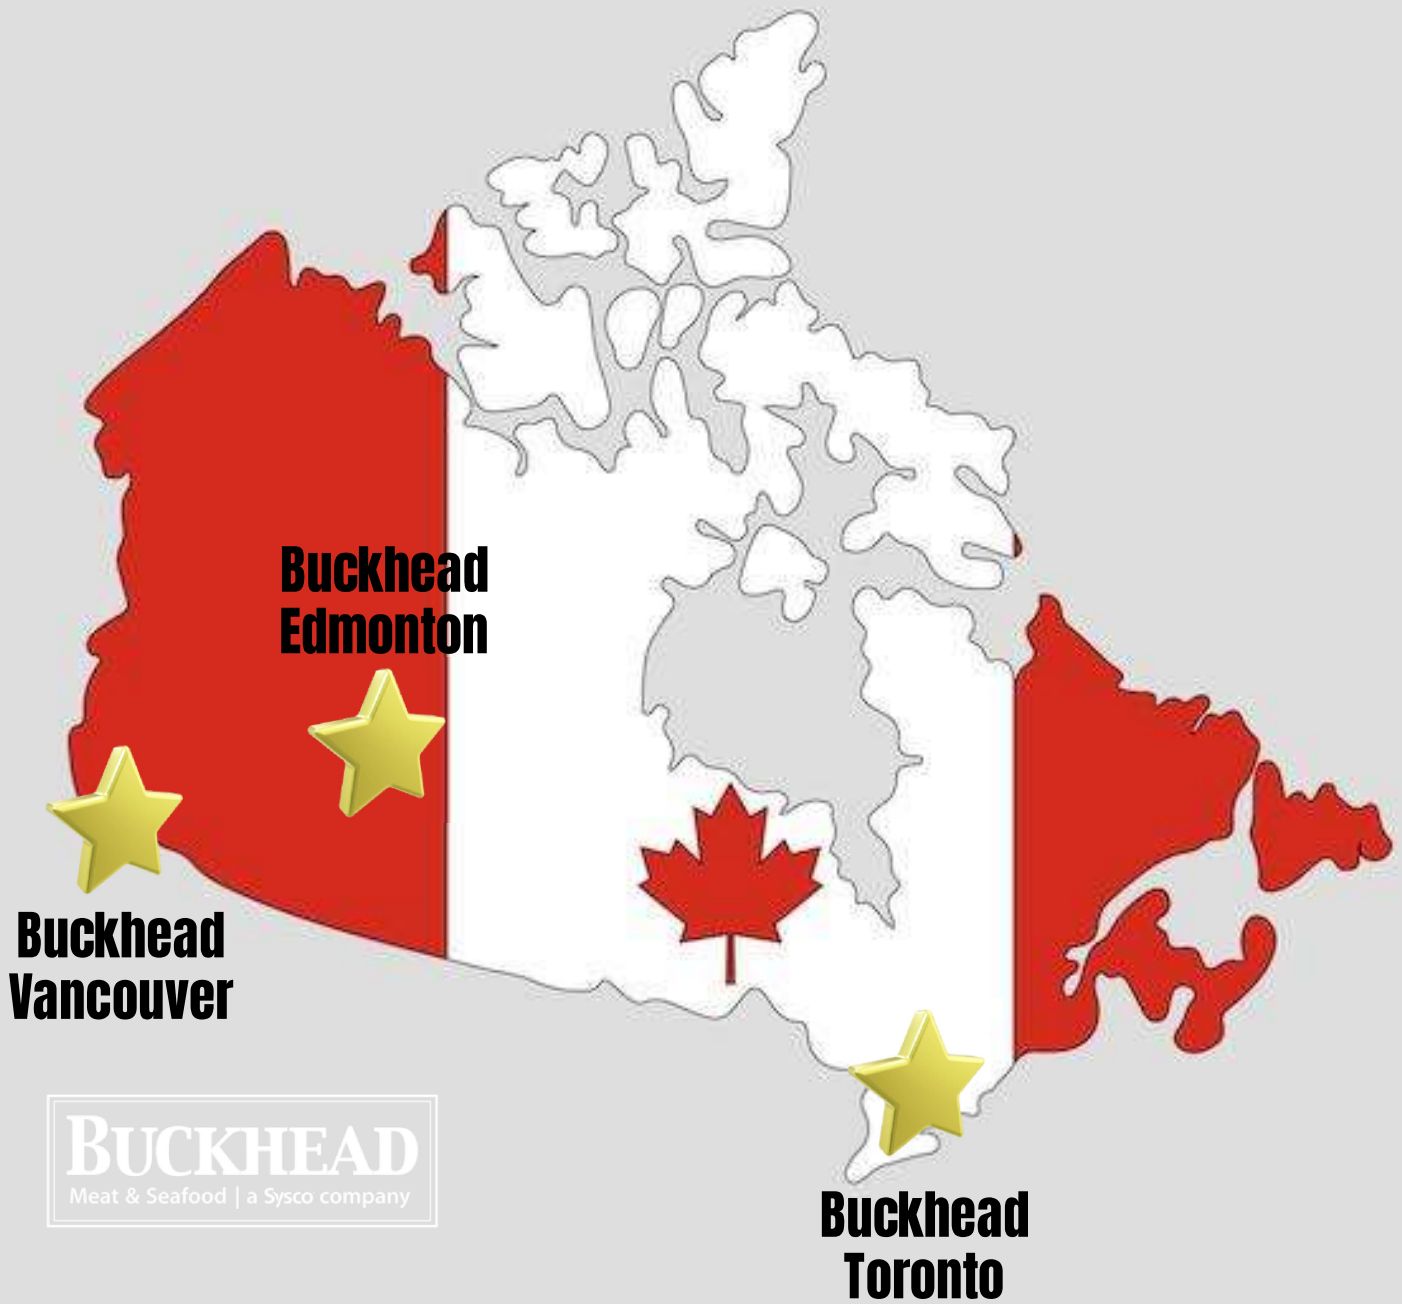 Buckhead
Edmonton
Buckhead
Vancouver
BUCKHEAD
Meat & Seafood | a Sysco company
Buckhead
Toronto